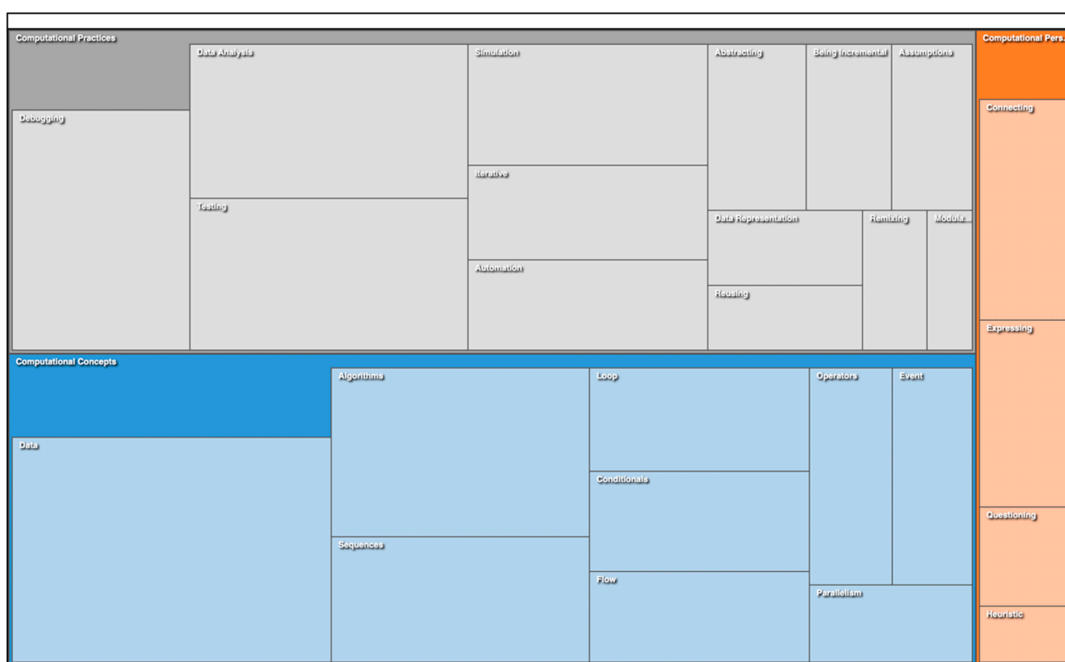 Computational Practices
Data Analysis
Simulation
Abstracting
Being Incremental
Assumptions
Debugging
Iterative
Testing
Data Representation
Remixing
Modula...
Automation
Reusing
Computational Concepts
Algorithms
Loop
Operators
Event
Data
Conditionals
Sequences
Flow
Parallelism
Computational Pers...
Connecting
Expressing
Questioning
Heuristic